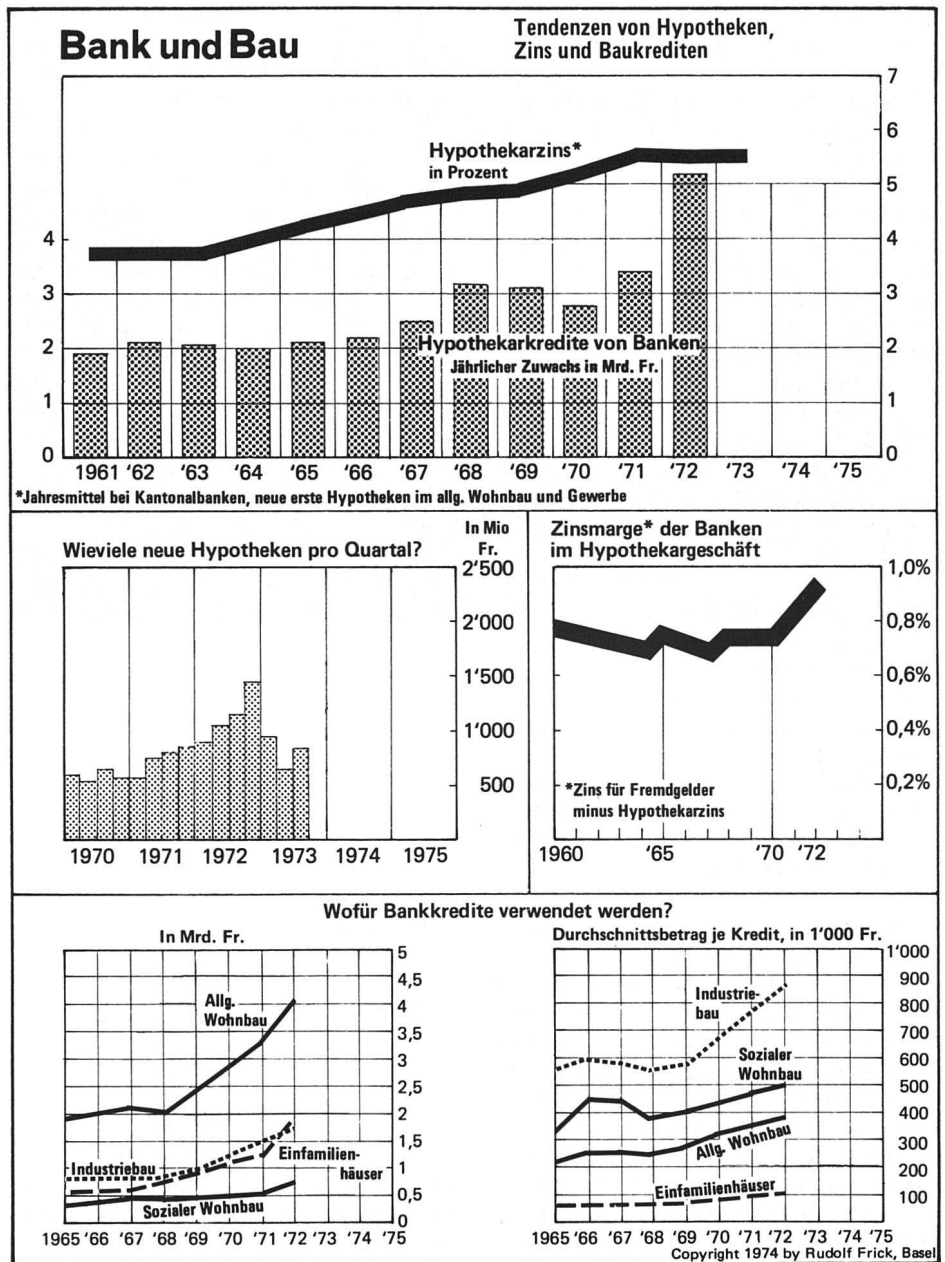 Bank und Bau
Tendenzen von Hypotheken,
Zins und Baukrediten
7
6
5
4
3
2
1
0
4
3
2
1
0
Hypothekarzins*
in Prozent
Hypothekarkredite von Banken
Jährlicher Zuwachs in Mrd. Fr.
1961 '62 '63 '64 '65 '66 '67 '68 '69 '70 '71 '72 '73 '74 '75
*Jahresmittel bei Kantonalbanken, neue erste Hypotheken im allg. Wohnbau und Gewerbe
Wieviele neue Hypotheken pro Quartal?
In Mio
Fr.
2'500
2'000
1'500
1'000
500
1970 1971 1972 1973 1974 1975
Zinsmarge* der Banken
im Hypothekargeschäft
1,0%
0,8%
0,6%
0,4%
0,2%
*Zins für Fremdgelder
minus Hypothekarzins
1960 '65 '70 '72
Wofür Bankkredite verwendet werden?
In Mrd. Fr.
5
4,5
4
3,5
3
2,5
2
1,5
1
0,5
0
Allg.
Wohnbau
Industriebau
Einfamilien-
häuser
Sozialer Wohnbau
1965 '66 '67 '68 '69 '70 '71 '72 '73 '75
Durchschnittsbetrag je Kredit, in 1'000 Fr.
1'000
900
800
700
600
500
400
300
200
100
Industrie-
bau
Sozialer
Wohnbau
Allg. Wohnbau
Einfamilienhäuser
1965 '66 '67 '68 '69 '70 '71 '72 '73 '75
Copyright 1974 by Rudolf Frick, Basel